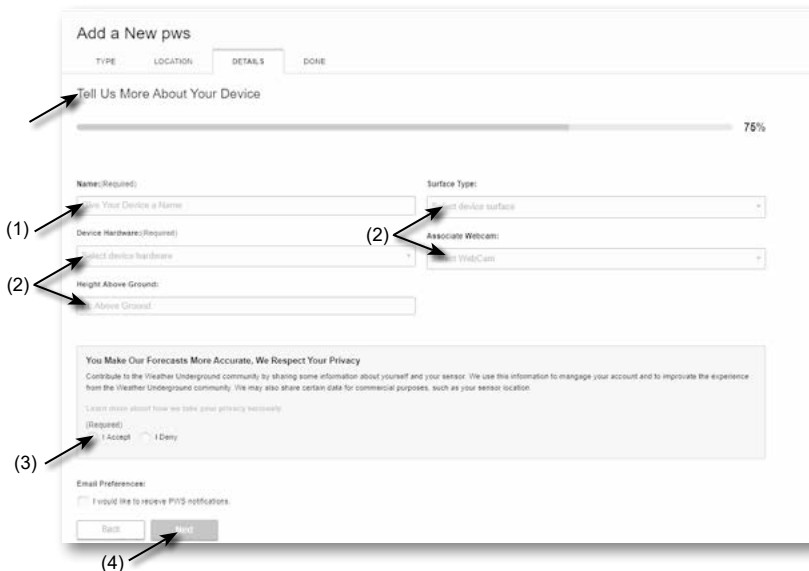 Add a New pws
TYPE LOCATION DETAILS DONE
Tell Us More About Your Device
75%
Name:(Required)
Give Your Device a Name
(1)
Device Hardware:(Required)
Select device hardware
(2)
Height Above Ground:
Above Ground
Surface Type:
Select device surface
(2)
Associate Webcam:
WebCam
You Make Our Forecasts More Accurate, We Respect Your Privacy
Contribute to the Weather Underground community by sharing some information about yourself and your sensor. We use this information to mangage your account and to improvate the experience
from the Weather Underground community. We may also share certain data for commercial purposes, such as your sensor location.
Learn more about how we take your privacy seriously
(Required)
I Accept I Deny
(3)
Email Preferences:
I would like to recieve PWS notifications.
Back Next
(4)